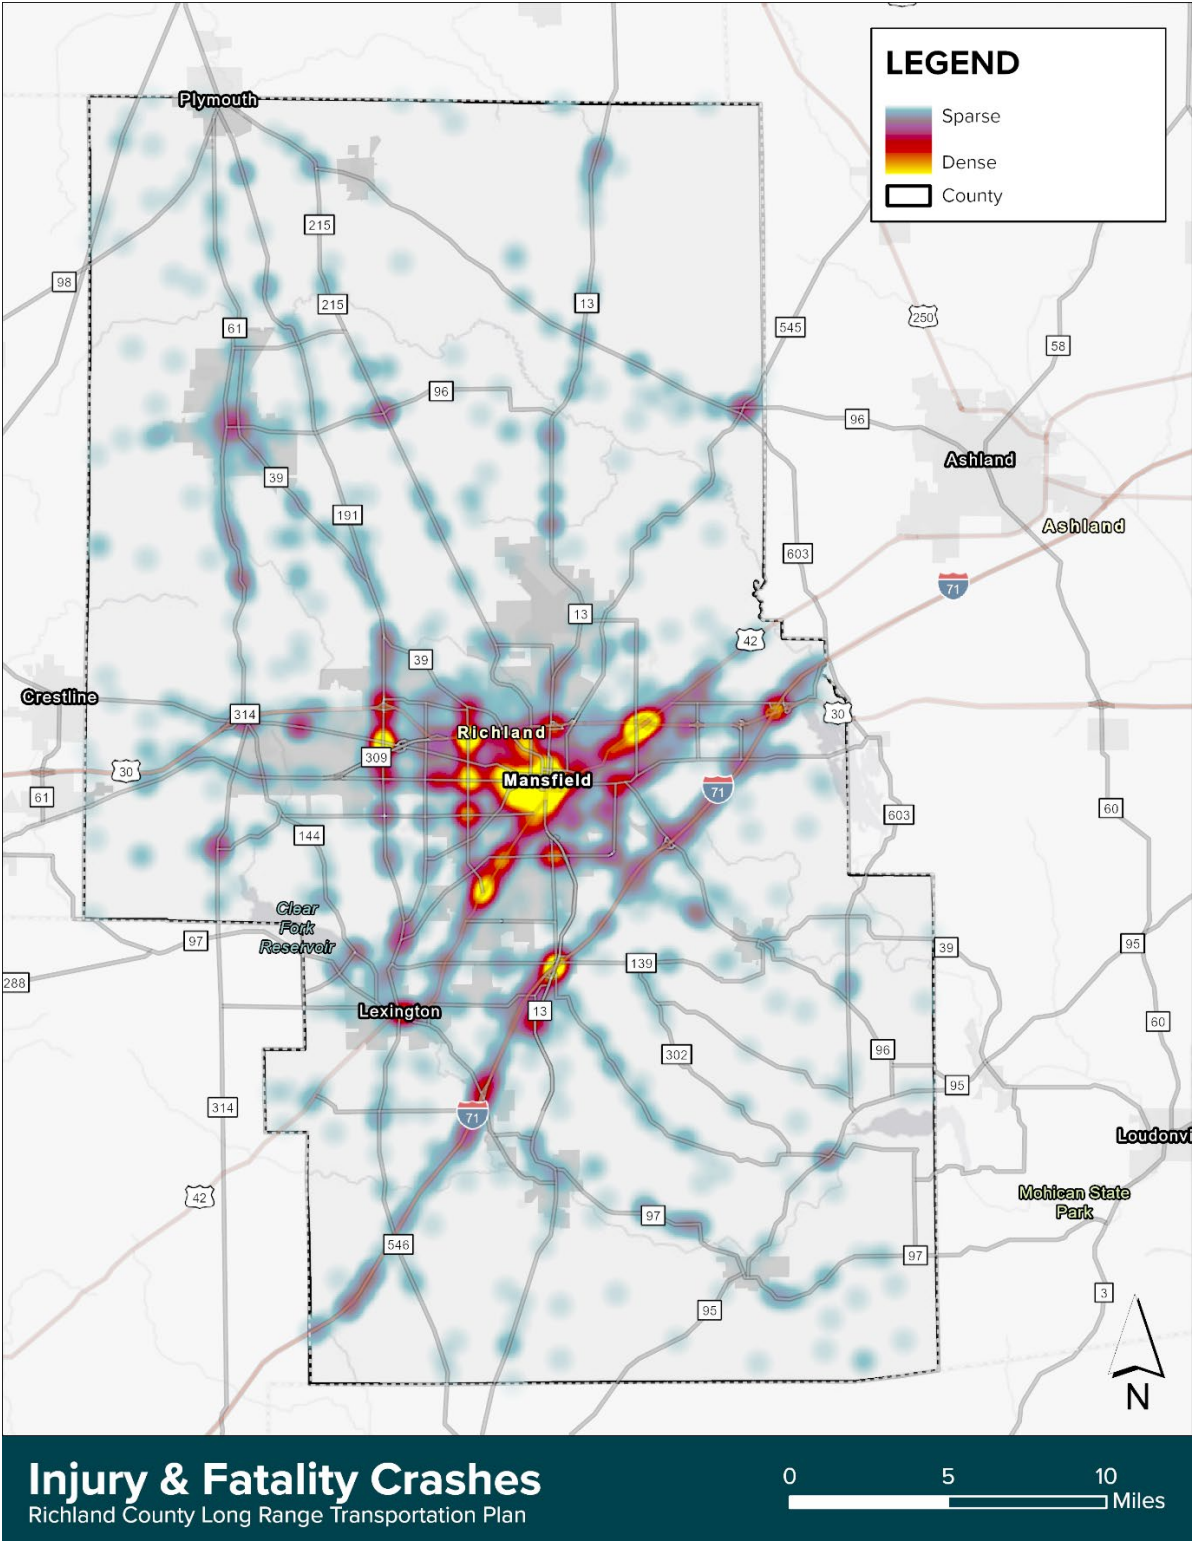 LEGEND
Sparse
Dense
County
Plymouth
215
98
215
13
61
545
250
58
96
96
Ashland
39
191
Ashland
603
71
13
42
39
Crestline
314
30
Richland
309
30
Mansfield
71
61
603
60
144
Clear
Fork
Reservoir
97
95
39
288
139
Lexington
13
60
96
302
95
314
71
Loudonvi
42
Mohican State
Park
97
546
97
3
95
N
Injury & Fatality Crashes
Richland County Long Range Transportation Plan
0 5 10
Miles